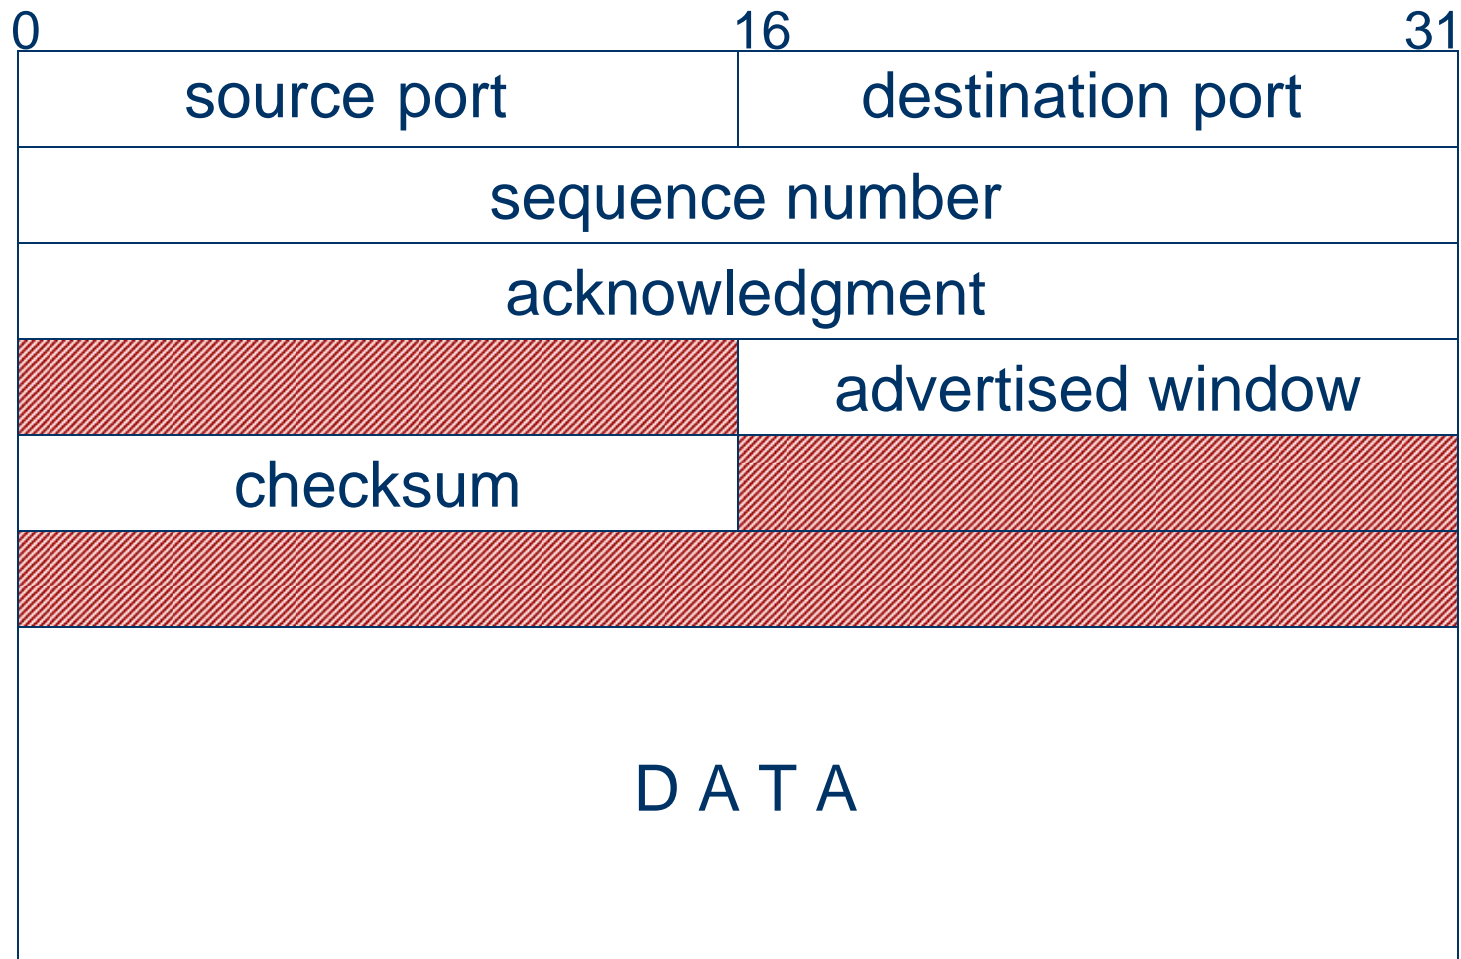 0 16 31
source port destination port
sequence number
acknowledgment
advertised window
checksum
D A T A